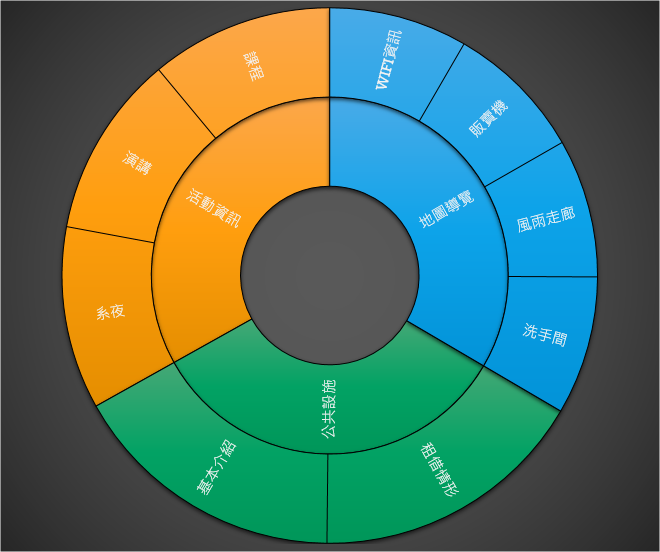 課程
WIFI資訊
販賣機
演講
活動資訊
地圖導覽
風雨走廊
系夜
洗手間
公共設施
基本介紹
租借情形